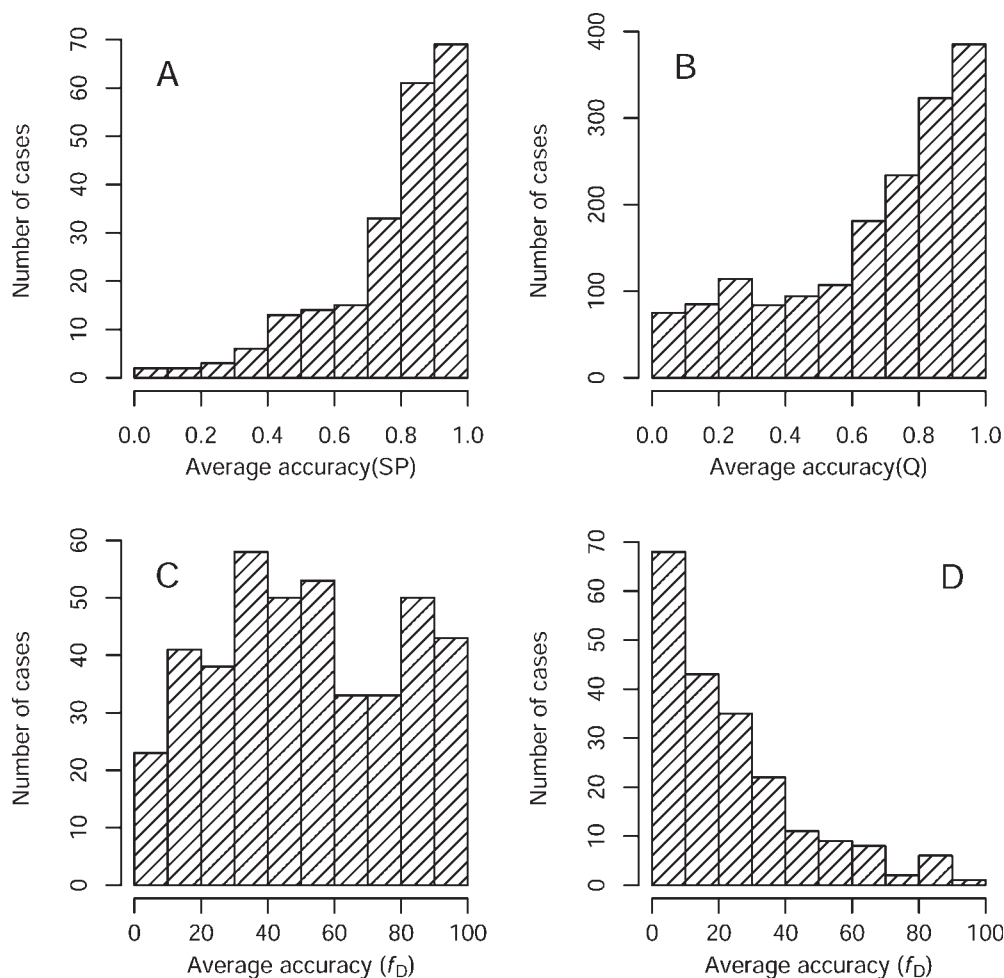 A
Number of cases
70
60
50
40
30
20
10
0
0.0 0.2 0.4 0.6 0.8 1.0
Average accuracy(SP)
B
Number of cases
400
300
200
100
0
0.0 0.2 0.4 0.6 0.8 1.0
Average accuracy(Q)
C
Number of cases
60
50
40
30
20
10
0
0 20 40 60 80 100
Average accuracy (fD)
D
Number of cases
70
60
50
40
30
20
10
0
0 20 40 60 80 100
Average accuracy (fD)